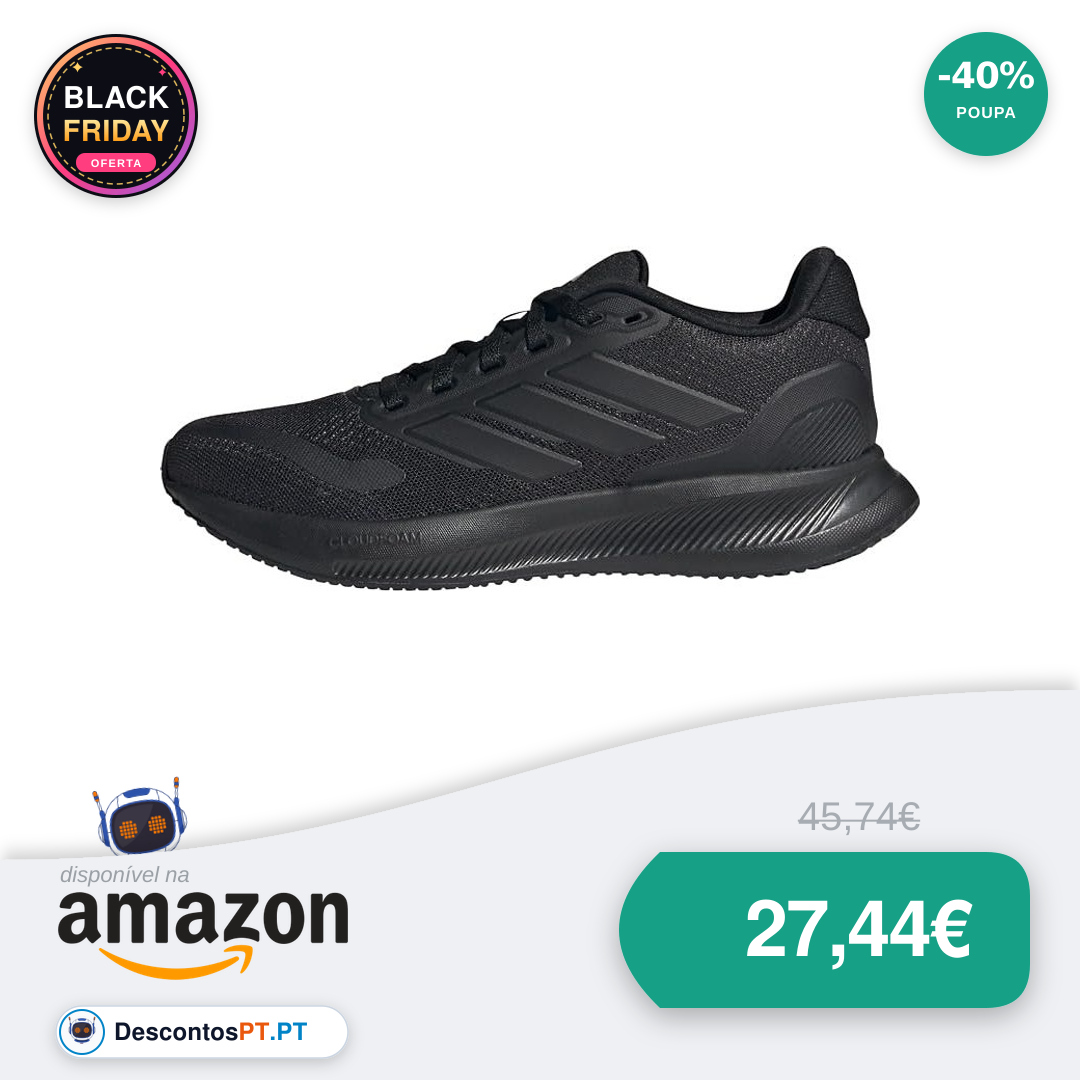 BLACK
FRIDAY
OFERTA
-40%
POUPA
CLOUDFOAM
45,74€
disponível na
amazon
27,44€
DescontosPT.PT